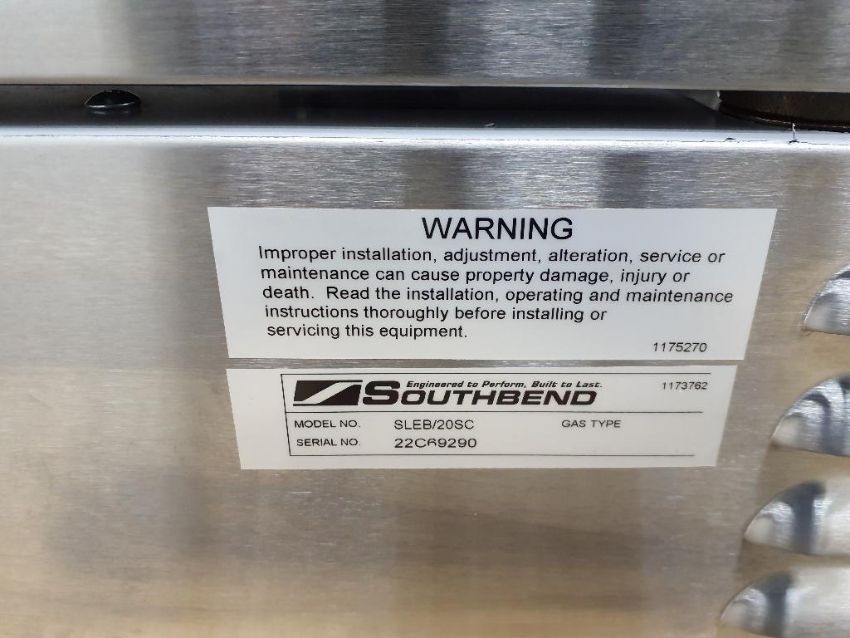 WARNING
Improper installation, adjustment, alteration, service or
maintenance can cause property damage, injury or
death. Read the installation, operating and maintenance
instructions thoroughly before installing or
servicing this equipment.
1175270
Engineered to Perform, Built to Last.
1173762
SOUTHBEND
MODEL NO. SLEB/20SC GAS TYPE
SERIAL NO. 22C69290